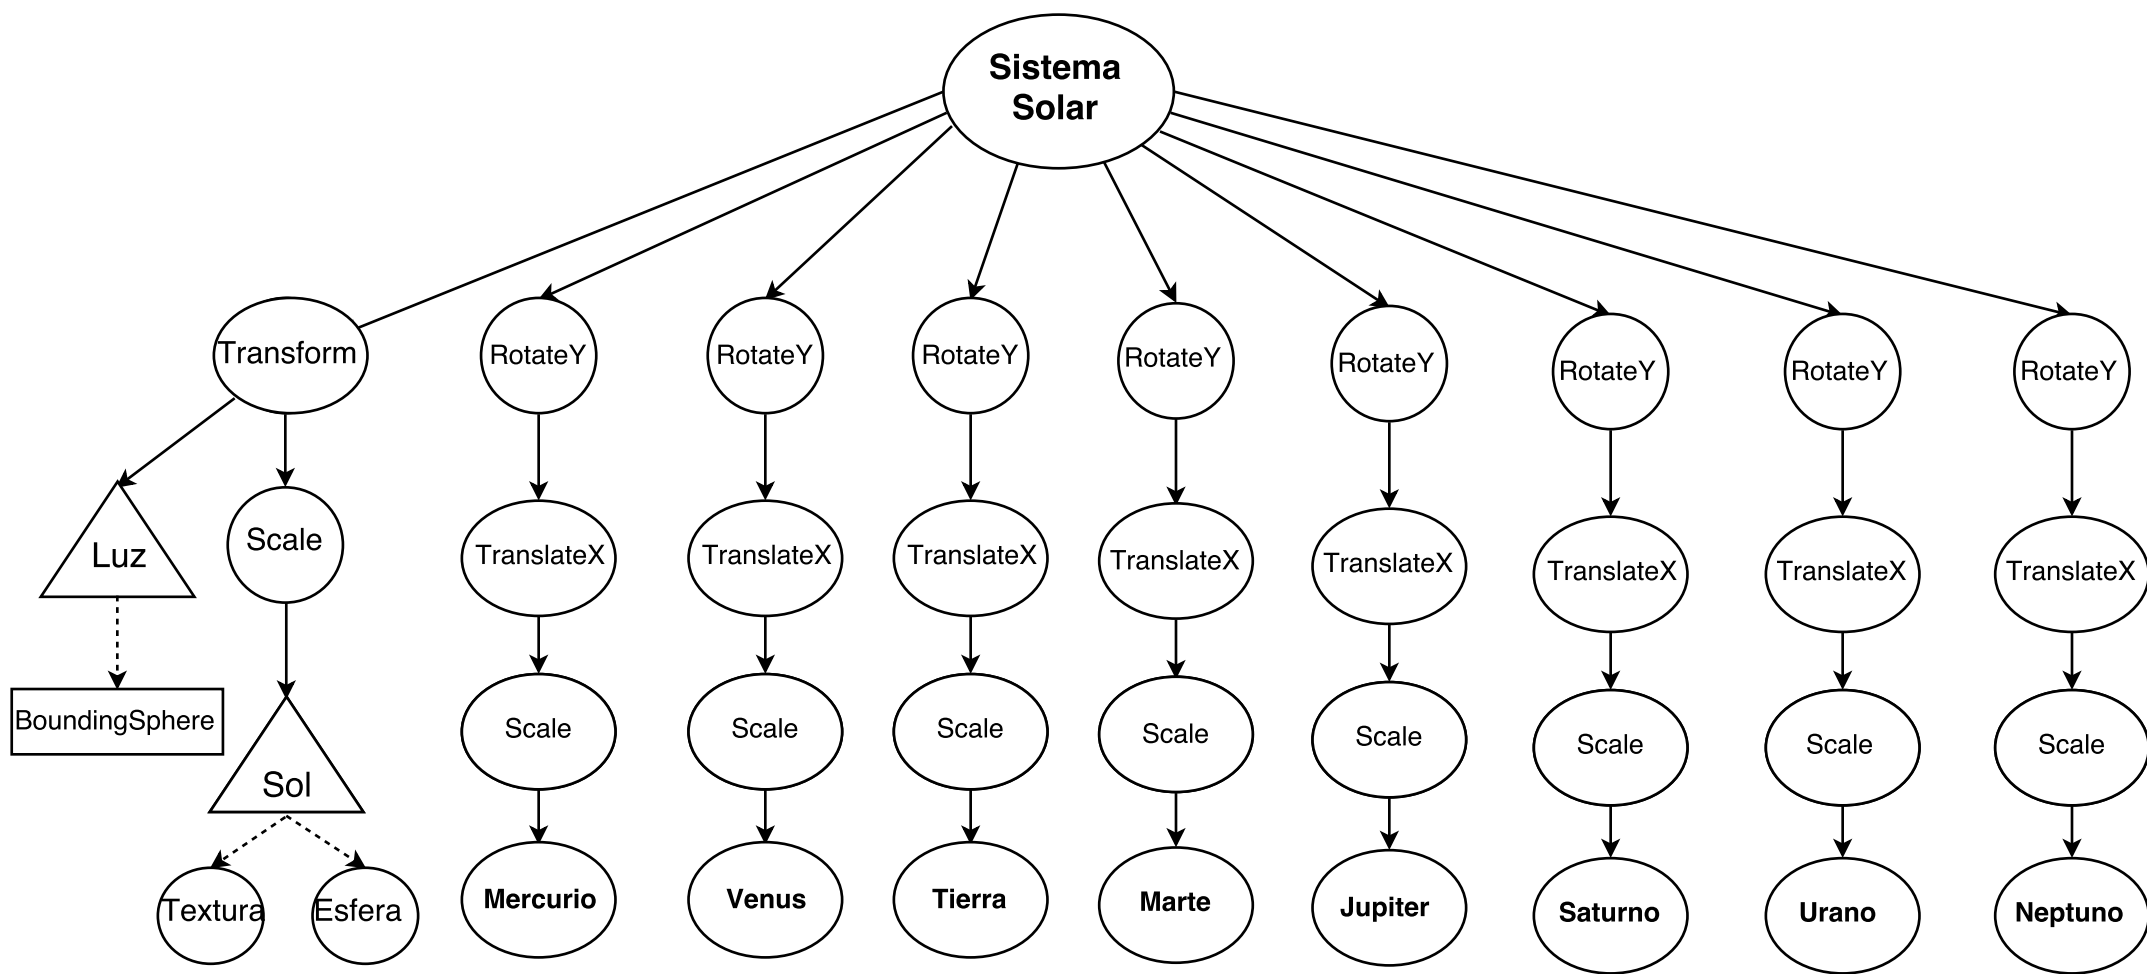 Sistema
Solar
Transform
RotateY
RotateY
RotateY
RotateY
RotateY
RotateY
RotateY
RotateY
Luz
Scale
TranslateX
TranslateX
TranslateX
TranslateX
TranslateX
TranslateX
TranslateX
TranslateX
BoundingSphere
Sol
Scale
Scale
Scale
Scale
Scale
Scale
Scale
Scale
Textura
Esfera
Mercurio
Venus
Tierra
Marte
Jupiter
Saturno
Urano
Neptuno